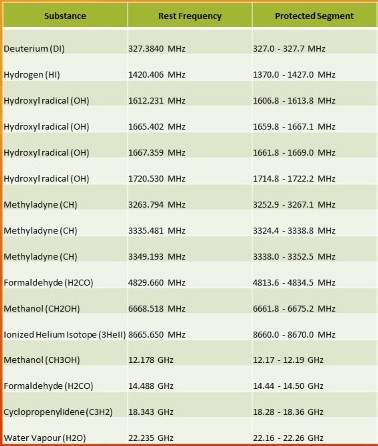 Substance Rest Frequency Protected Segment
Deuterium (DI) 327.3840 MHz 327.0 - 327.7 MHz
Hydrogen (HI) 1420.406 MHz 1370.0 - 1427.0 MHz
Hydroxyl radical (OH) 1612.231 MHz 1606.8 - 1613.8 MHz
Hydroxyl radical (OH) 1665.402 MHz 1659.8 - 1667.1 MHz
Hydroxyl radical (OH) 1667.359 MHz 1661.8 - 1669.0 MHz
Hydroxyl radical (OH) 1720.530 MHz 1714.8 - 1722.2 MHz
Methyladyne (CH) 3263.794 MHz 3252.9 - 3267.1 MHz
Methyladyne (CH) 3335.481 MHz 3324.4 - 3338.8 MHz
Methyladyne (CH) 3349.193 MHz 3338.0 - 3352.5 MHz
Formaldehyde (H2CO) 4829.660 MHz 4813.6 - 4834.5 MHz
Methanol (CH2OH) 6668.518 MHz 6661.8 - 6675.2 MHz
Ionized Helium Isotope (3HeII) 8665.650 MHz 8660.0 - 8670.0 MHz
Methanol (CH3OH) 12.178 GHz 12.17 - 12.19 GHz
Formaldehyde (H2CO) 14.488 GHz 14.44 - 14.50 GHz
Cyclopropenylidene (C3H2) 18.343 GHz 18.28 - 18.36 GHz
Water Vapour (H2O) 22.235 GHz 22.16 - 22.26 GHz